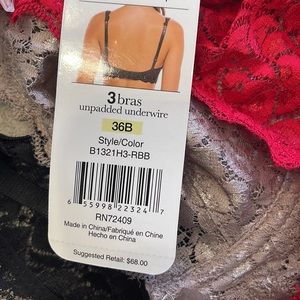 3 bras
unpadded underwire
36B
Style/Color
B1321H3-RBB
6 55998 22324 7
RN72409
Made in China/Fabriqué en Chine
Hecho en China
Suggested Retail: $68.00